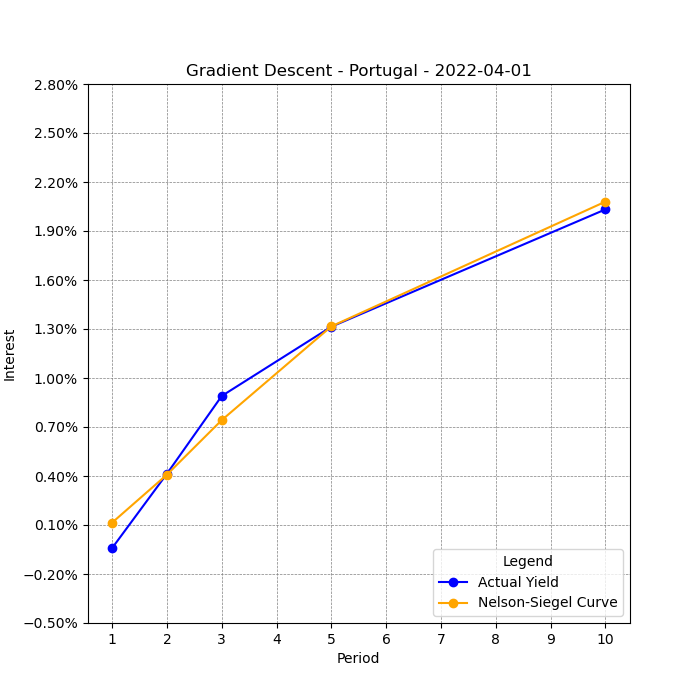 Gradient Descent - Portugal - 2022-04-01
2.80%
2.50%
2.20%
1.90%
1.60%
1.30%
1.00%
0.70%
0.40%
0.10%
−0.20%
−0.50%
Interest
Legend
Actual Yield
Nelson-Siegel Curve
1 2 3 4 5 6 7 8 9 10
Period